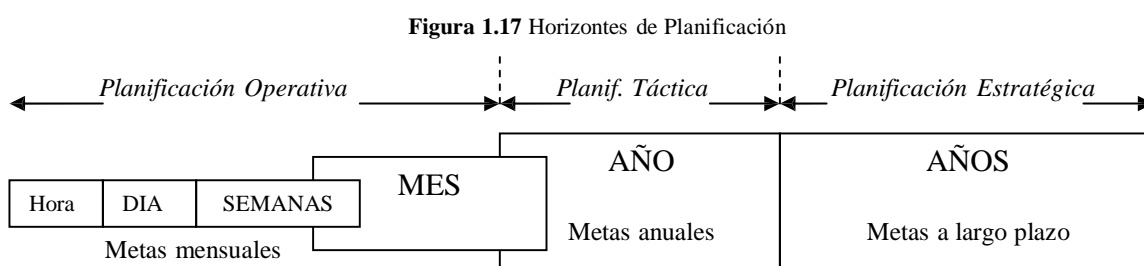 Figura 1.17 Horizontes de Planificación
Planificación Operativa Planif. Táctica Planificación Estratégica
AÑO AÑOS
MES
Hora DIA SEMANAS
Metas mensuales Metas anuales Metas a largo plazo